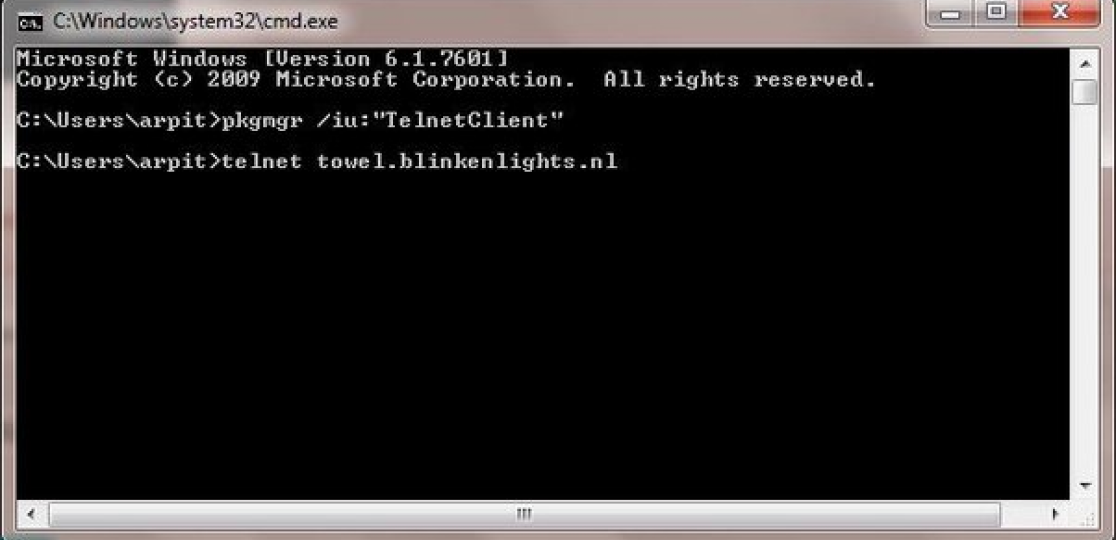 C:\Windows\system32\cmd.exe
Microsoft Windows [Version 6.1.7601]
Copyright (c) 2009 Microsoft Corporation.  All rights reserved.
C:\Users\arpit>pkgmgr /iu:"TelnetClient"
C:\Users\arpit>telnet towel.blinkenlights.nl